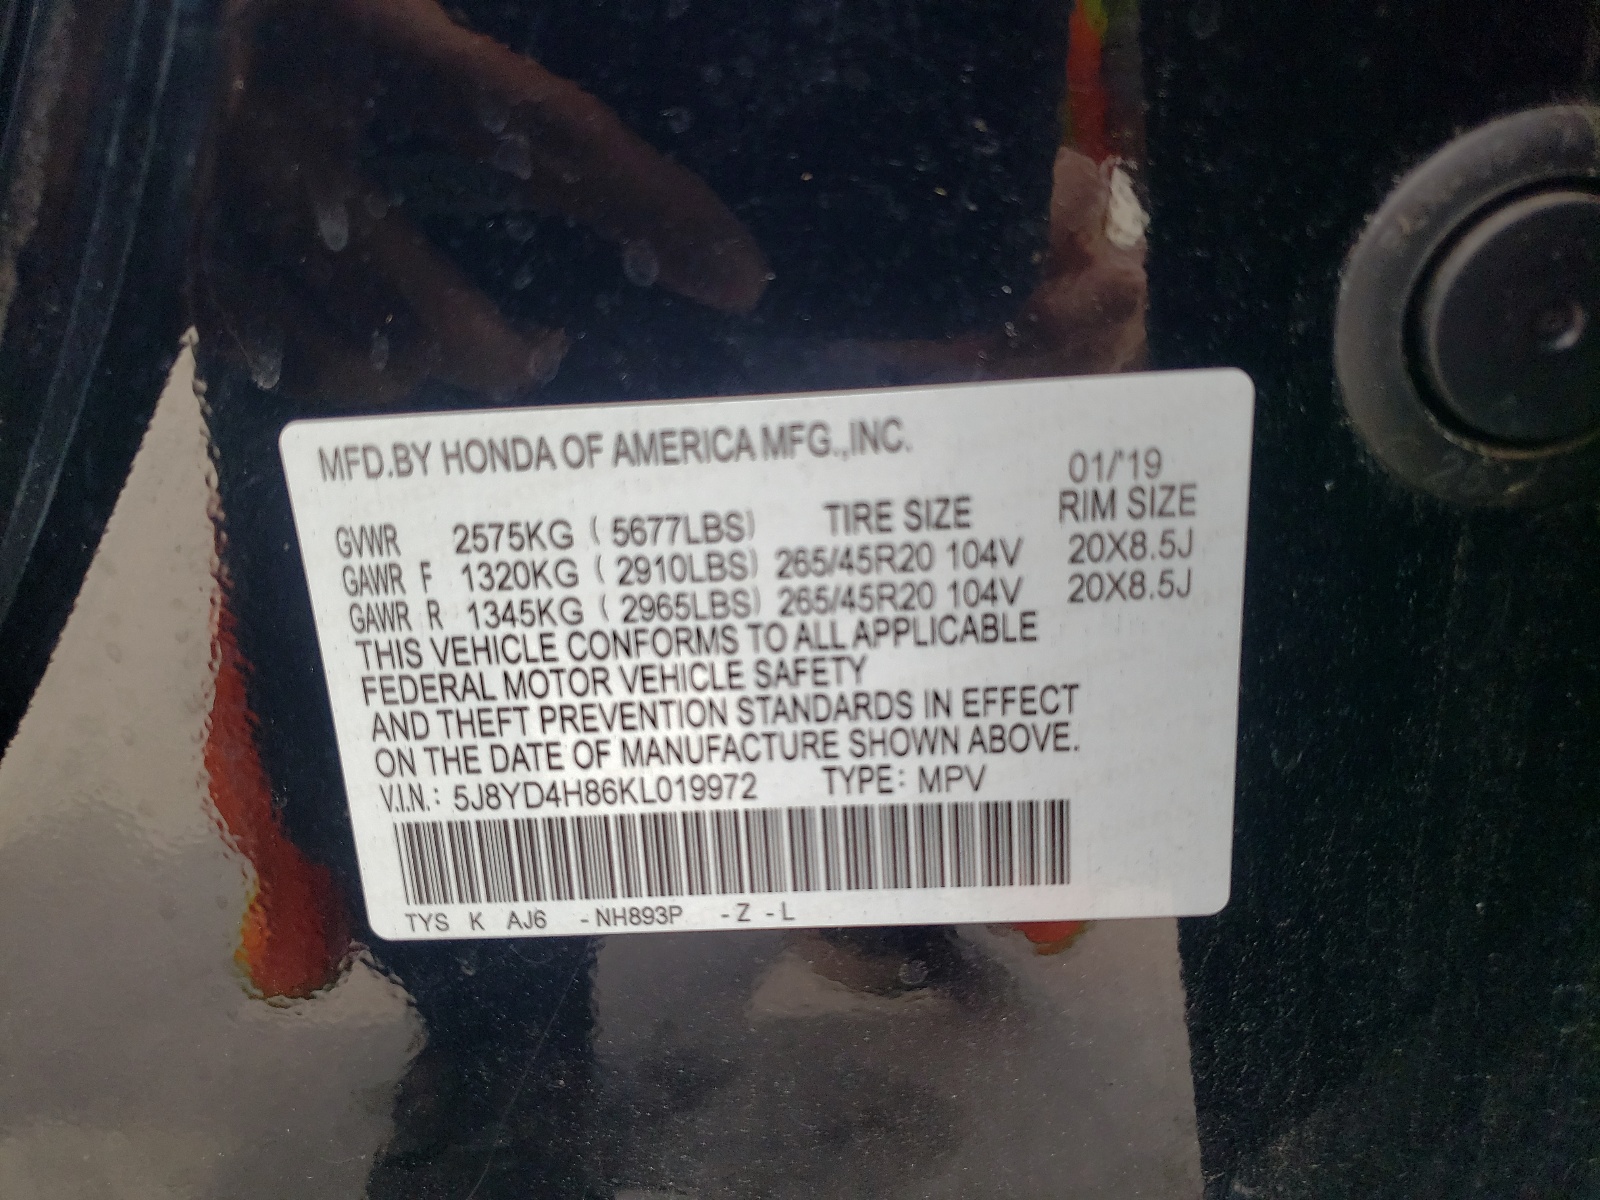 MFD.BY HONDA OF AMERICA MFG.,INC.
01/'19
GVWR 2575KG ( 5677LBS) TIRE SIZE RIM SIZE
GAWR F 1320KG ( 2910LBS) 265/45R20 104V 20X8.5J
GAWR R 1345KG ( 2965LBS) 265/45R20 104V 20X8.5J
THIS VEHICLE CONFORMS TO ALL APPLICABLE
FEDERAL MOTOR VEHICLE SAFETY
AND THEFT PREVENTION STANDARDS IN EFFECT
ON THE DATE OF MANUFACTURE SHOWN ABOVE.
V.I.N.: 5J8YD4H86KL019972 TYPE: MPV
TYS K AJ6 -NH893P -Z -L